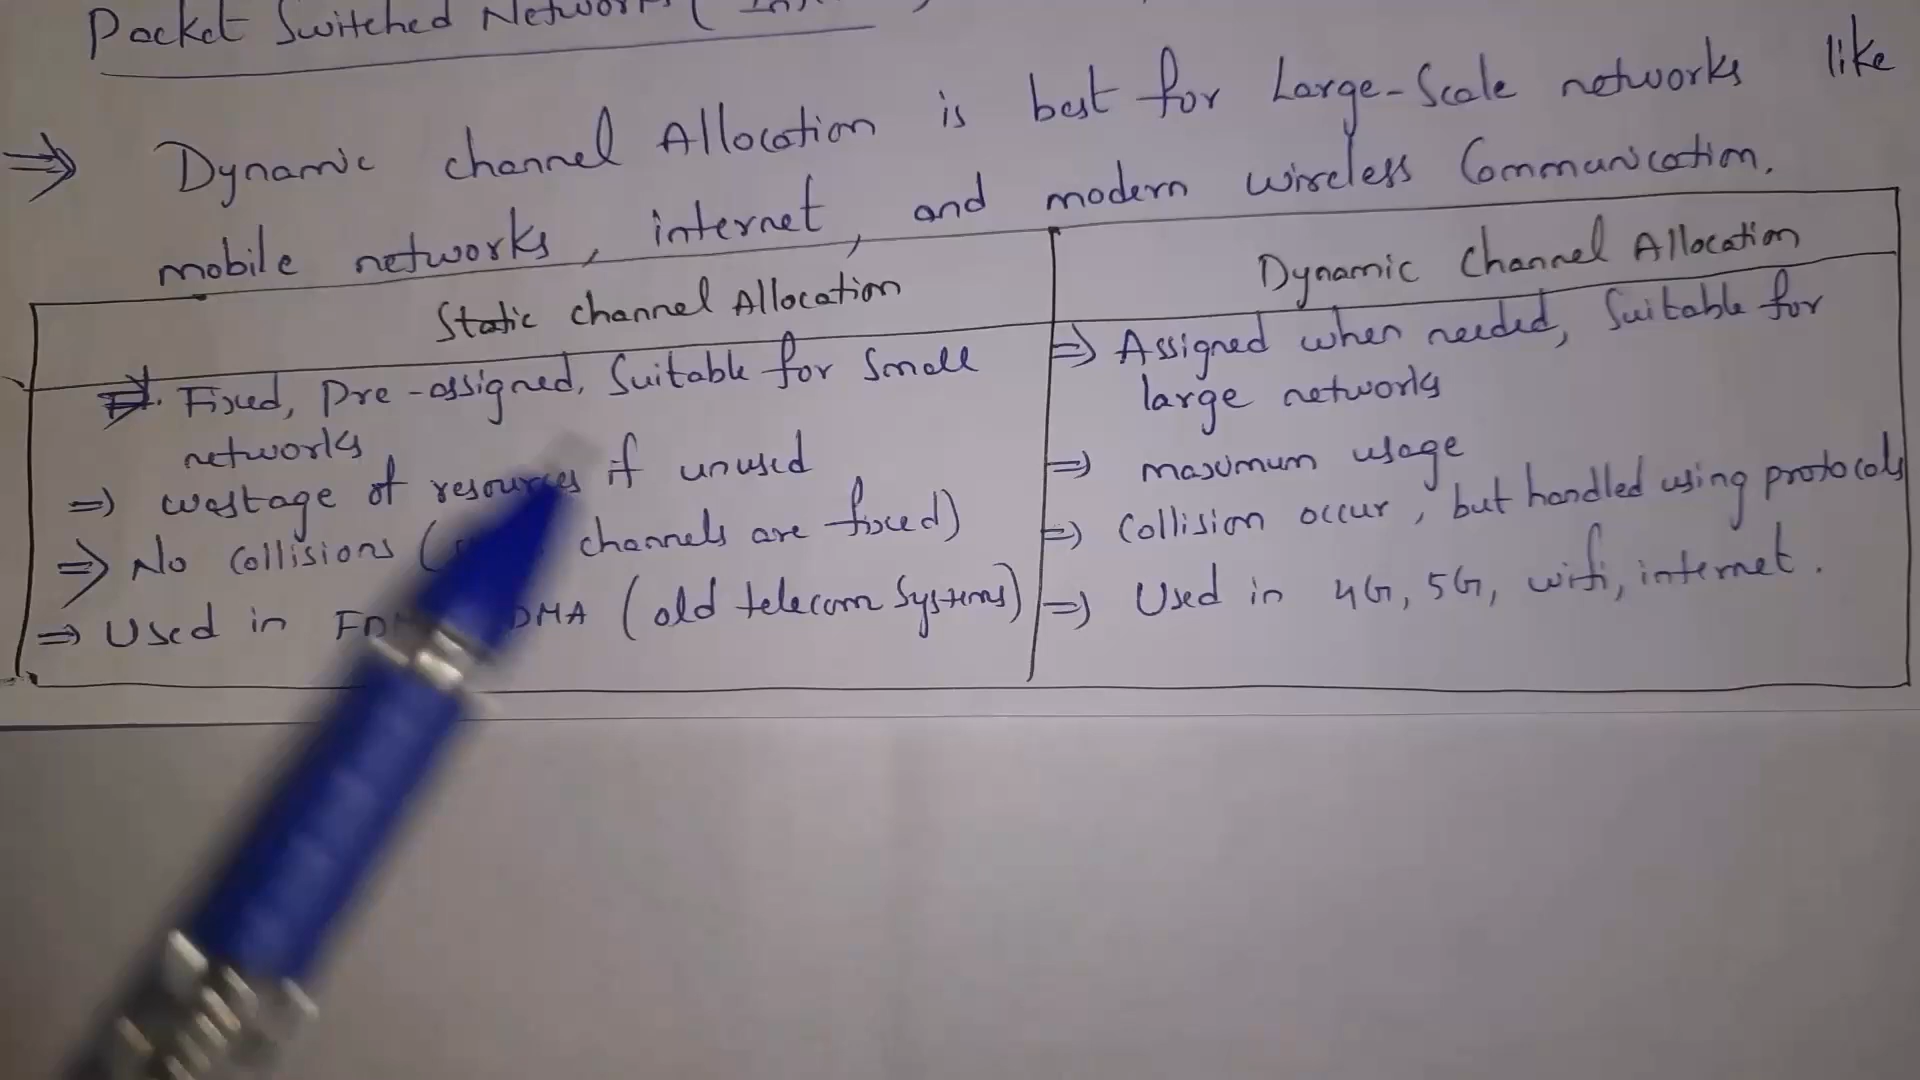 Packet Switched Networks (
⇒ Dynamic channel Allocation is best for Large-Scale networks like
mobile networks, internet, and modern wireless Communication.
Static channel Allocation
⇒ Fixed, Pre-assigned, Suitable for Small
networks
⇒ wastage of resources if unused
⇒ No Collisions ( channels are fixed)
⇒ Used in (old telecom Systems)
Dynamic Channel Allocation
⇒ Assigned when needed, Suitable for
large networks
⇒ maximum usage
⇒ Collision occur, but handled using protocols
⇒ Used in 4G, 5G, wifi, internet.